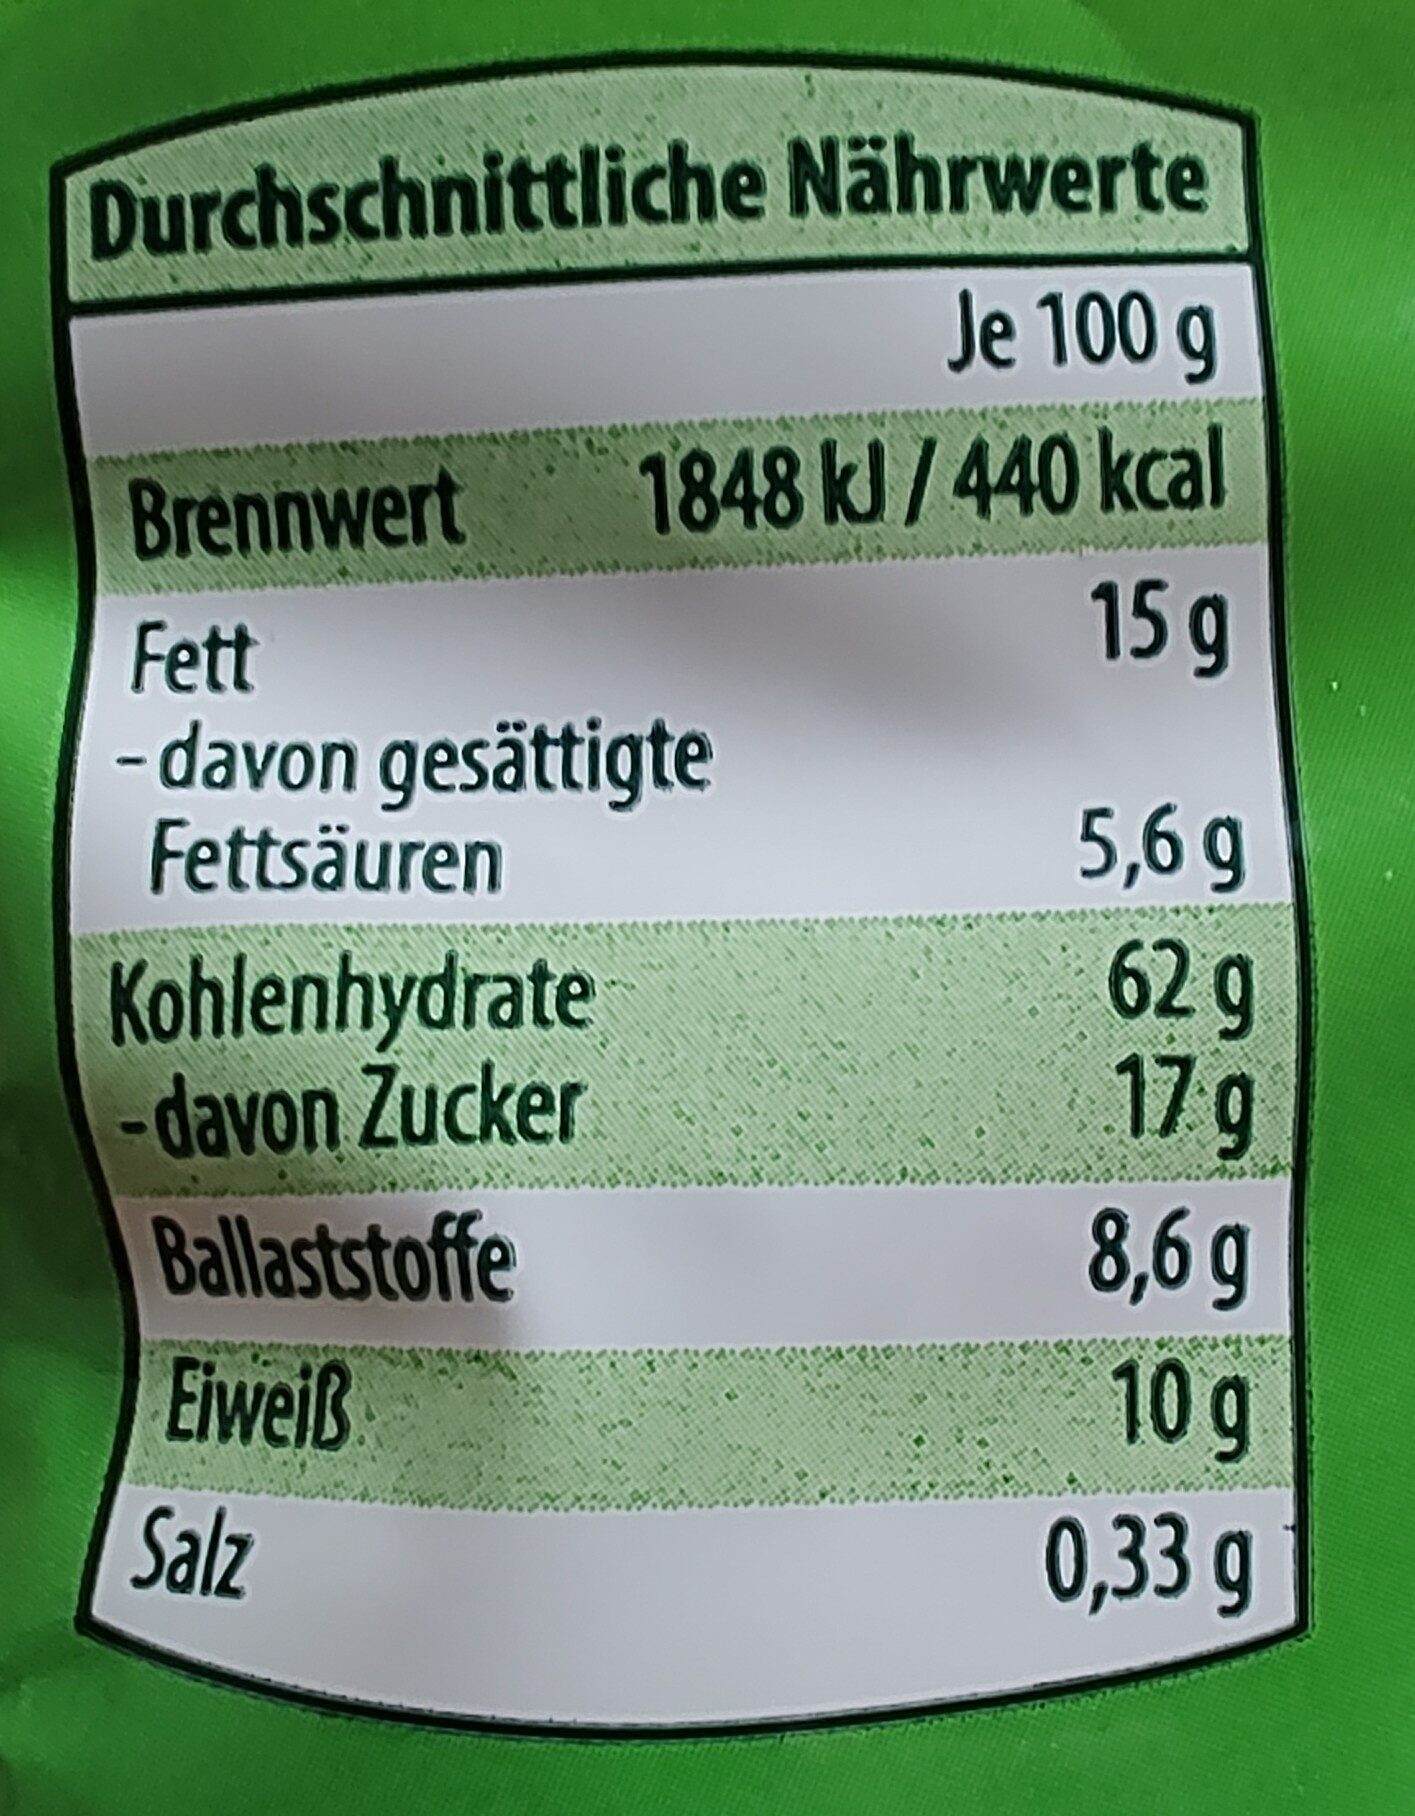 Durchschnittliche Nährwerte
Je 100 g
Brennwert 1848 kJ / 440 kcal
Fett 15 g
- davon gesättigte
Fettsäuren 5,6 g
Kohlenhydrate 62 g
- davon Zucker 17 g
Ballaststoffe 8,6 g
Eiweiß 10 g
Salz 0,33 g